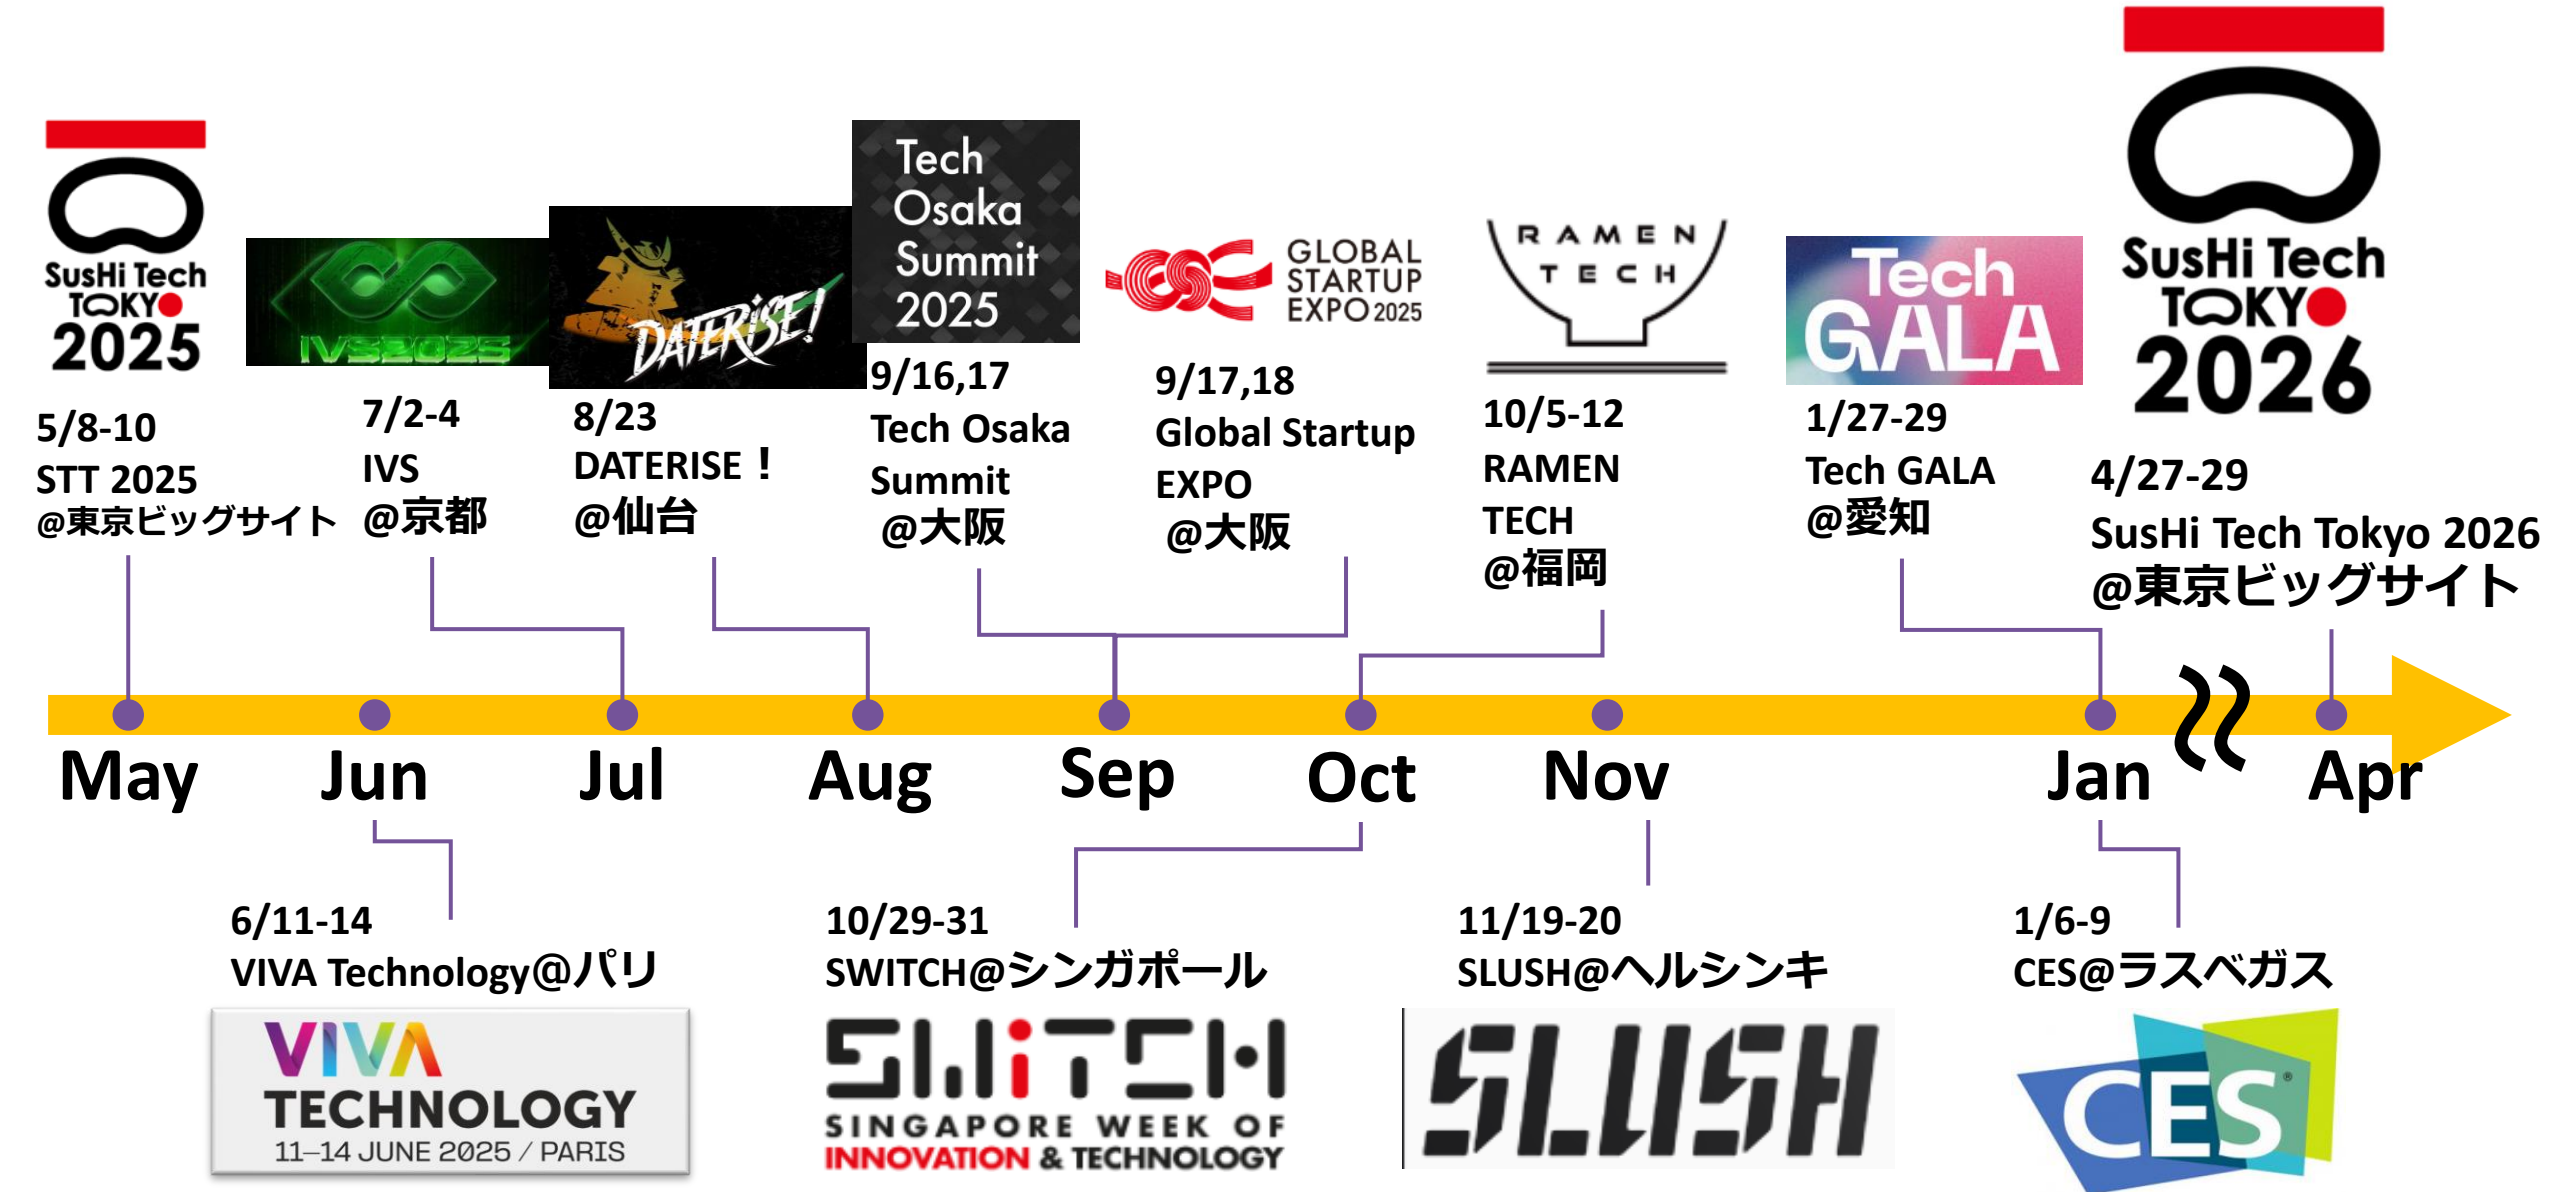 SusHi Tech
TOKYO
2025
5/8-10
STT 2025
@東京ビッグサイト
IVS2025
7/2-4
IVS
@京都
DATERISE!
8/23
DATERISE！
@仙台
Tech
Osaka
Summit
2025
9/16,17
Tech Osaka
Summit
@大阪
GLOBAL
STARTUP
EXPO 2025
9/17,18
Global Startup
EXPO
@大阪
RAMEN
TECH
10/5-12
RAMEN
TECH
@福岡
Tech
GALA
1/27-29
Tech GALA
@愛知
SusHi Tech
TOKYO
2026
4/27-29
SusHi Tech Tokyo 2026
@東京ビッグサイト
May Jun Jul Aug Sep Oct Nov Jan Apr
6/11-14
VIVA Technology@パリ
VIVA
TECHNOLOGY
11–14 JUNE 2025 / PARIS
10/29-31
SWITCH@シンガポール
SWiTCH
SINGAPORE WEEK OF
INNOVATION & TECHNOLOGY
11/19-20
SLUSH@ヘルシンキ
SLUSH
1/6-9
CES@ラスベガス
CES®